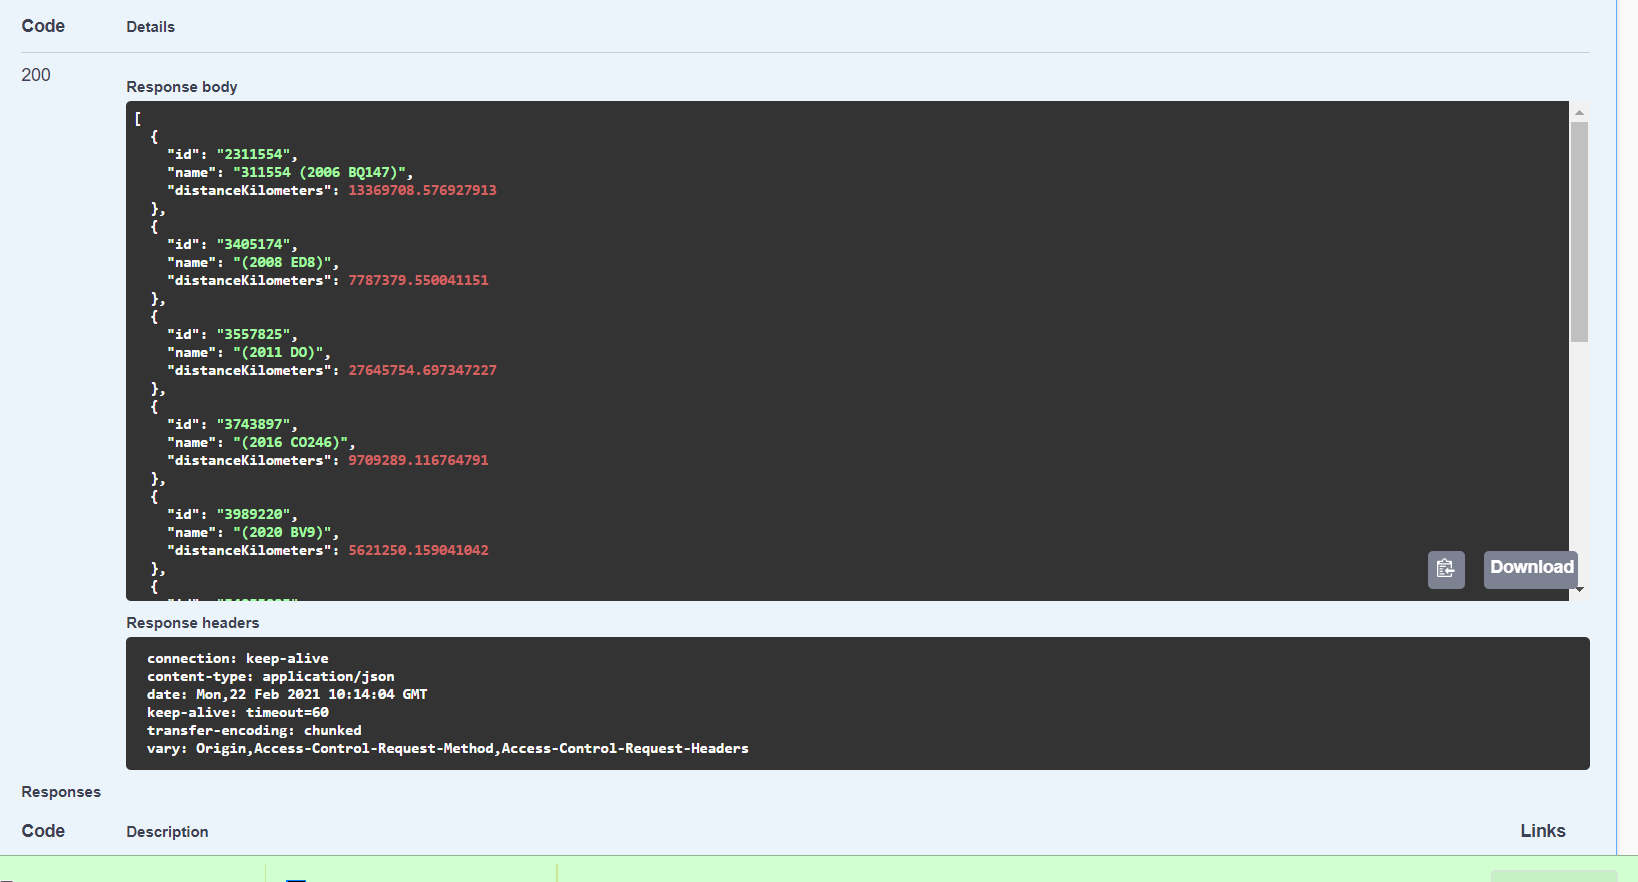 Code Details
200
Response body
[
  {
    "id": "2311554",
    "name": "311554 (2006 BQ147)",
    "distanceKilometers": 13369708.576927913
  },
  {
    "id": "3405174",
    "name": "(2008 ED8)",
    "distanceKilometers": 7787379.550041151
  },
  {
    "id": "3557825",
    "name": "(2011 DO)",
    "distanceKilometers": 27645754.697347227
  },
  {
    "id": "3743897",
    "name": "(2016 CO246)",
    "distanceKilometers": 9709289.116764791
  },
  {
    "id": "3989220",
    "name": "(2020 BV9)",
    "distanceKilometers": 5621250.159041042
  },
  {
Download
Response headers
connection: keep-alive
content-type: application/json
date: Mon,22 Feb 2021 10:14:04 GMT
keep-alive: timeout=60
transfer-encoding: chunked
vary: Origin,Access-Control-Request-Method,Access-Control-Request-Headers
Responses
Code Description Links